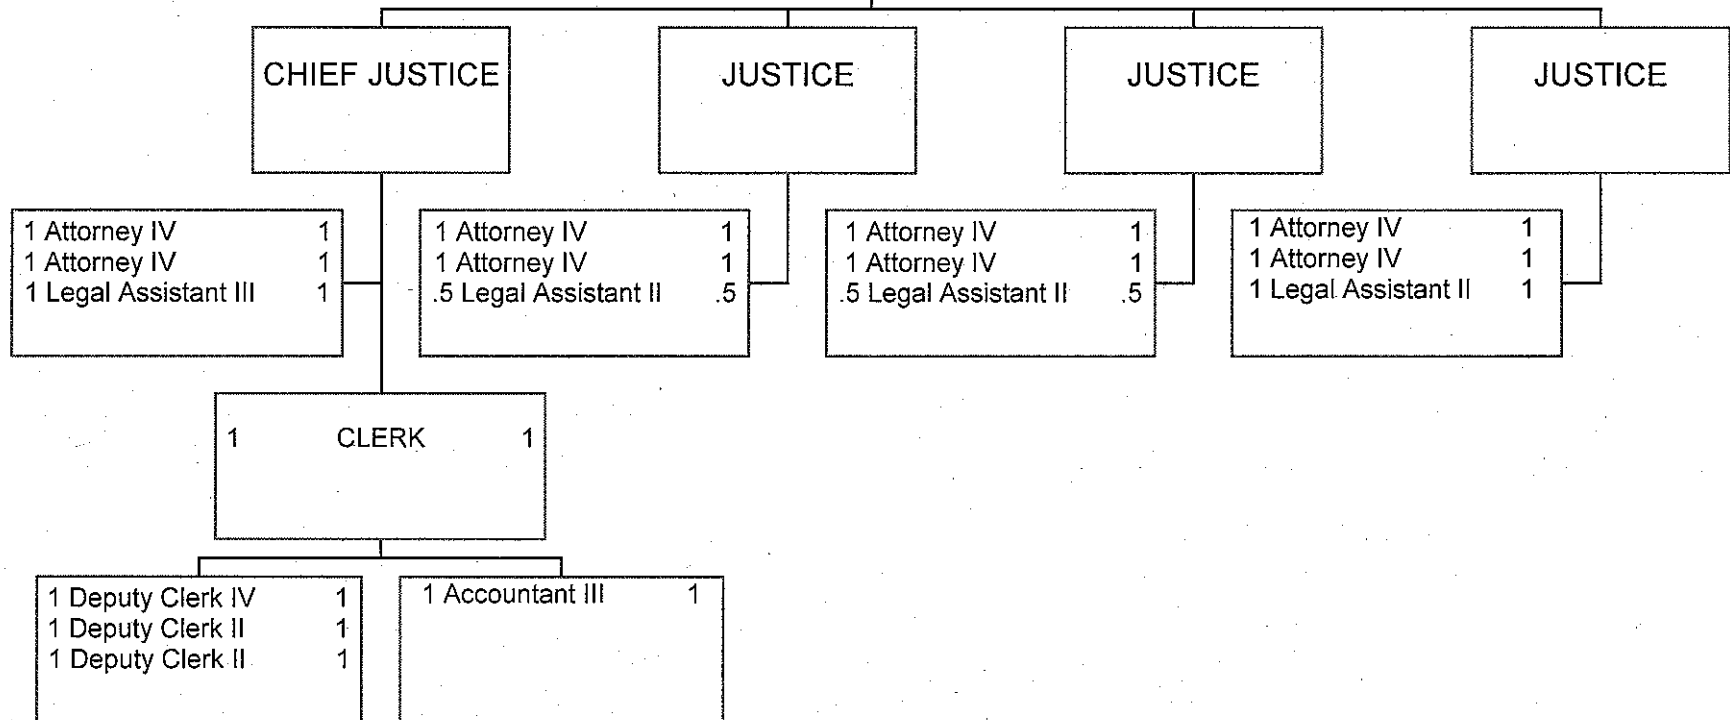 CHIEF JUSTICE
JUSTICE
JUSTICE
JUSTICE
1 Attorney IV 1
1 Attorney IV 1
1 Legal Assistant III 1
1 Attorney IV 1
1 Attorney IV 1
.5 Legal Assistant II .5
1 Attorney IV 1
1 Attorney IV 1
.5 Legal Assistant II .5
1 Attorney IV 1
1 Attorney IV 1
1 Legal Assistant II 1
1 CLERK 1
1 Deputy Clerk IV 1
1 Deputy Clerk II 1
1 Deputy Clerk II 1
1 Accountant III 1